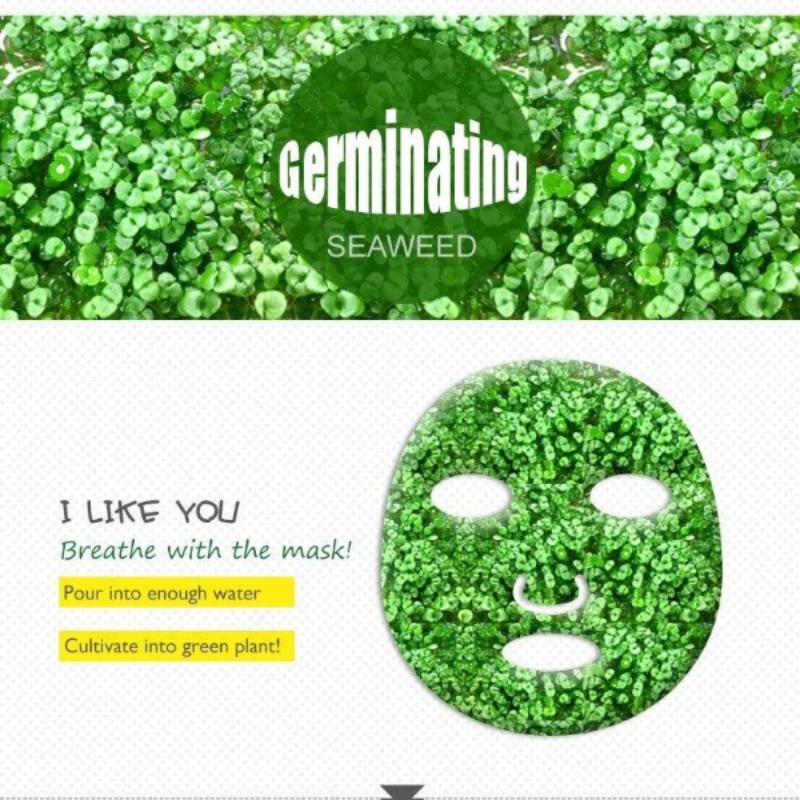 Germinating
SEAWEED
I LIKE YOU
Breathe with the mask!
Pour into enough water
Cultivate into green plant!